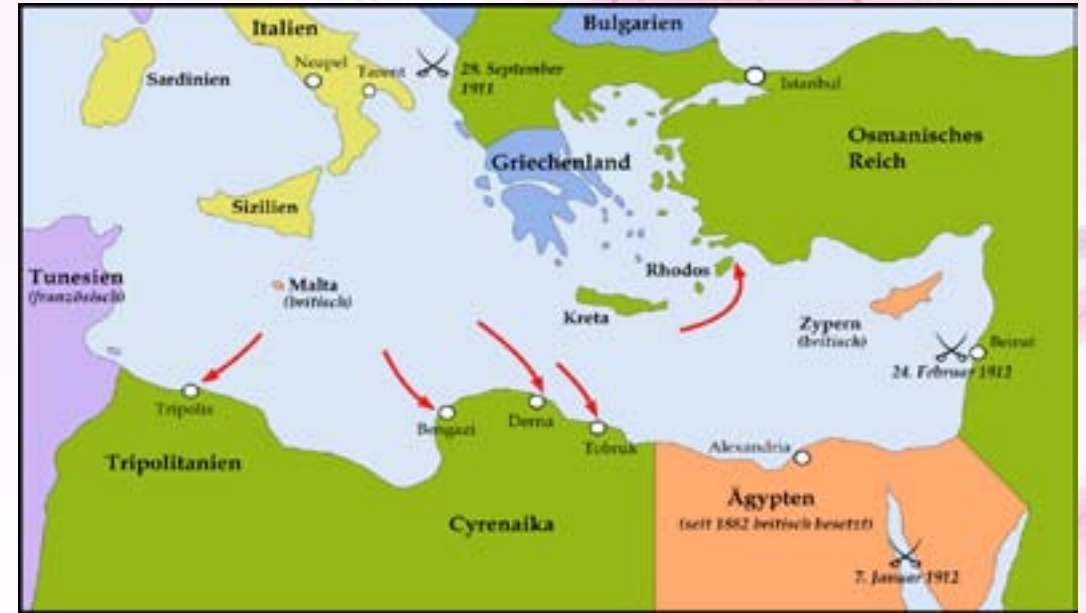 Italien
Bulgarien
Neapel
Tarent
29. September
1911
Sardinien
Istanbul
Osmanisches
Reich
Griechenland
Sizilien
Tunesien
(französisch)
Malta
(britisch)
Rhodos
Kreta
Zypern
(britisch)
Beirut
24. Februar 1912
Tripolis
Bengazi
Derna
Tobruk
Alexandria
Tripolitanien
Cyrenaika
Ägypten
(seit 1882 britisch besetzt)
7. Januar 1912